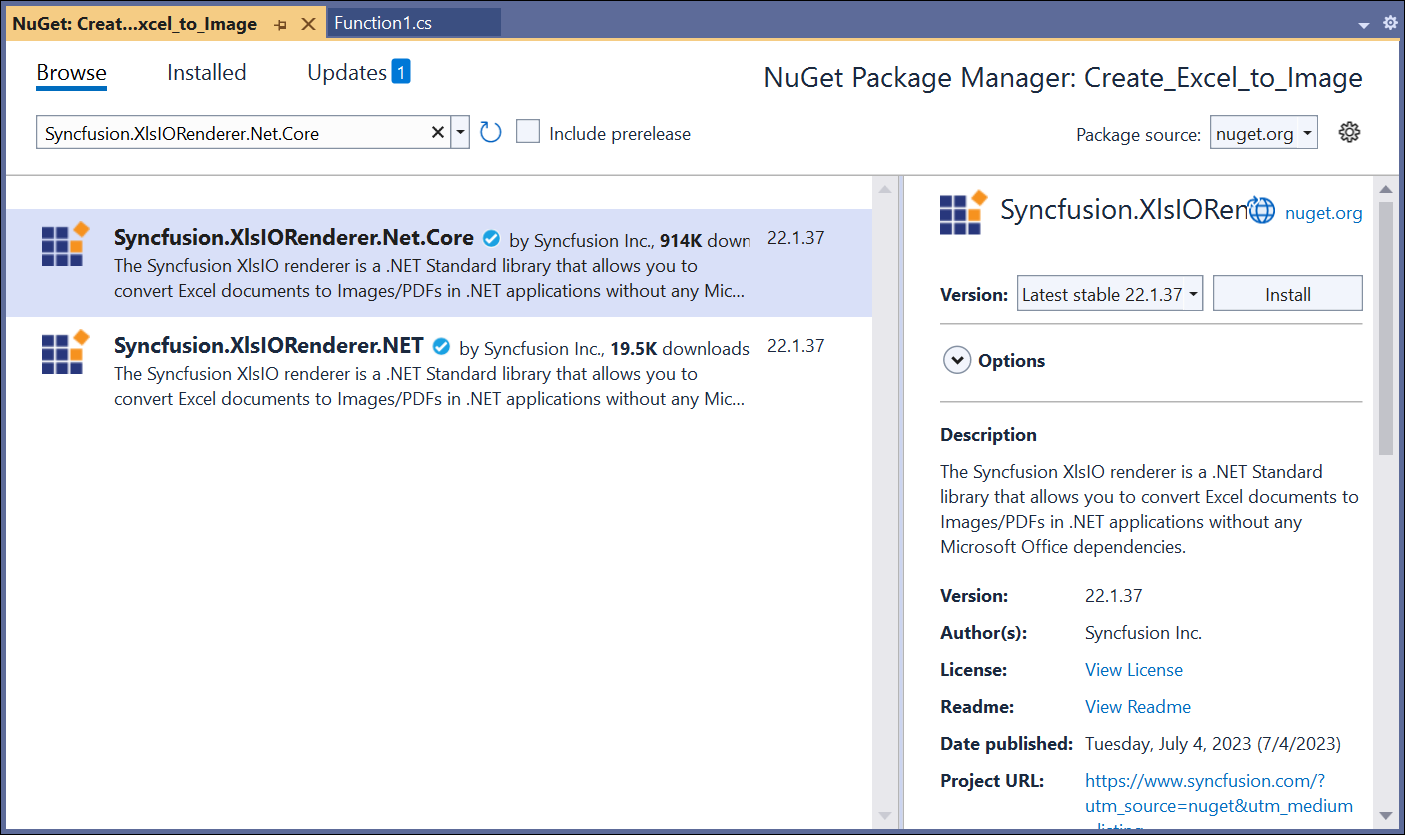 NuGet: Creat...xcel_to_Image
Function1.cs
Browse
Installed
Updates 1
NuGet Package Manager: Create_Excel_to_Image
Syncfusion.XlsIORenderer.Net.Core
Include prerelease
Package source: nuget.org
Syncfusion.XlsIORenderer.Net.Core by Syncfusion Inc., 914K down 22.1.37
The Syncfusion XlsIO renderer is a .NET Standard library that allows you to
convert Excel documents to Images/PDFs in .NET applications without any Mic...
Syncfusion.XlsIORenderer.NET by Syncfusion Inc., 19.5K downloads 22.1.37
The Syncfusion XlsIO renderer is a .NET Standard library that allows you to
convert Excel documents to Images/PDFs in .NET applications without any Mic...
Syncfusion.XlsIORen nuget.org
Version: Latest stable 22.1.37 Install
Options
Description
The Syncfusion XlsIO renderer is a .NET Standard
library that allows you to convert Excel documents to
Images/PDFs in .NET applications without any
Microsoft Office dependencies.
Version: 22.1.37
Author(s): Syncfusion Inc.
License: View License
Readme: View Readme
Date published: Tuesday, July 4, 2023 (7/4/2023)
Project URL: https://www.syncfusion.com/?
utm_source=nuget&utm_medium